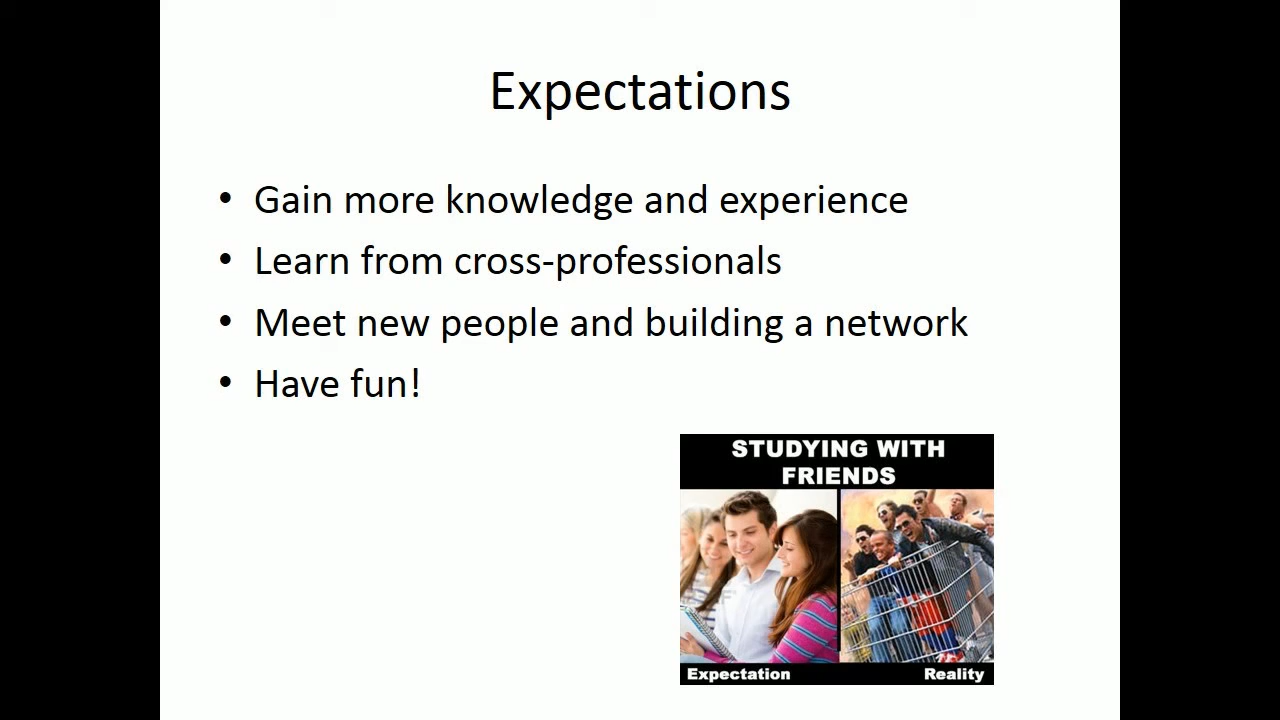 Expectations
• Gain more knowledge and experience
• Learn from cross-professionals
• Meet new people and building a network
• Have fun!
STUDYING WITH
FRIENDS
Expectation
Reality